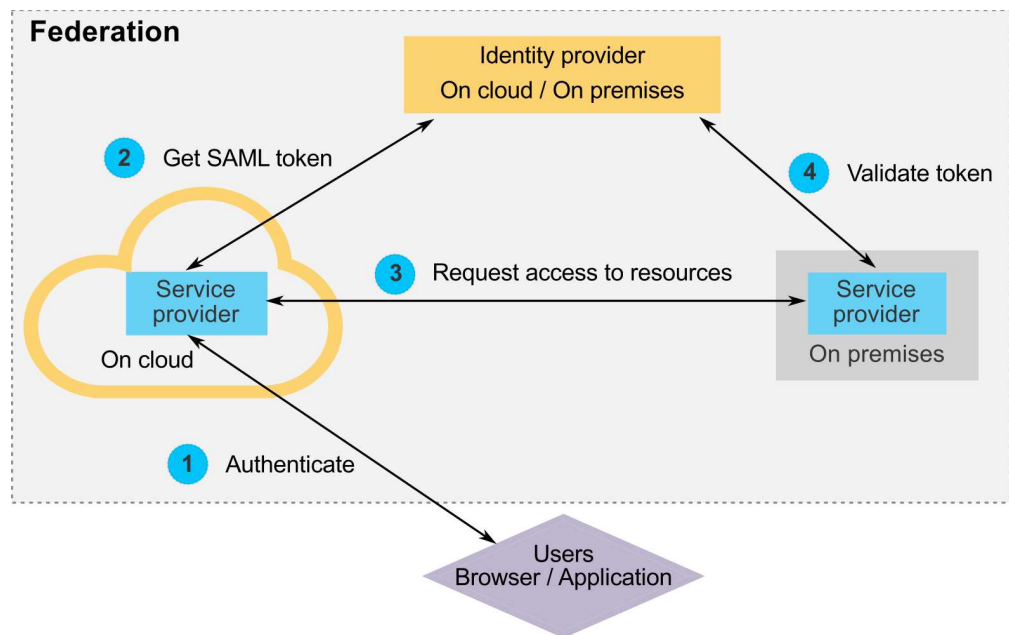 Federation
Identity provider
On cloud / On premises
2 Get SAML token
4 Validate token
3 Request access to resources
Service
provider
On cloud
Service
provider
On premises
1 Authenticate
Users
Browser / Application